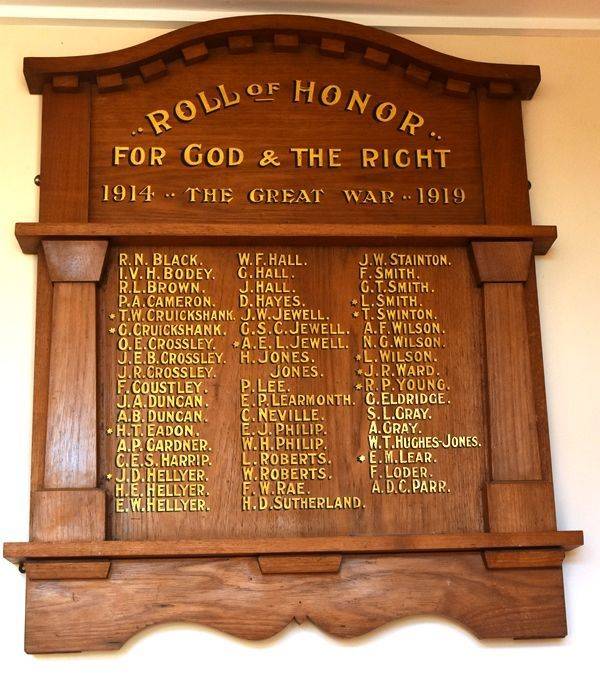 ROLL OF HONOR
FOR GOD & THE RIGHT
1914 .. THE GREAT WAR .. 1919
R.N. BLACK.
I.V.H. BODEY.
R.L. BROWN.
P.A. CAMERON.
* T.W. CRUICKSHANK.
* G. CRUICKSHANK.
O.E. CROSSLEY.
J.E.B. CROSSLEY.
J.R. CROSSLEY.
F. COUSTLEY.
J.A. DUNCAN.
A.B. DUNCAN.
* H.T. EADON.
A.P. GARDNER.
C.E.S. HARRIP.
* J.D. HELLYER.
H.E. HELLYER.
E.W. HELLYER.
W.F. HALL.
G. HALL.
J. HALL.
D. HAYES.
J.W. JEWELL.
G.S.C. JEWELL.
* A.E.L. JEWELL.
H. JONES.
JONES.
P. LEE.
E.P. LEARMONTH.
C. NEVILLE.
E.J. PHILIP.
W.H. PHILIP.
L. ROBERTS.
W. ROBERTS.
F.W. RAE.
H.D. SUTHERLAND.
J.W. STAINTON.
F. SMITH.
G.T. SMITH.
* L. SMITH.
* T. SWINTON.
A.F. WILSON.
N.G. WILSON.
* L. WILSON.
* J.R. WARD.
* R.P. YOUNG.
G. ELDRIDGE.
S.L. GRAY.
A. GRAY.
W.T. HUGHES-JONES.
* E.M. LEAR.
F. LODER.
A.D.C. PARR.